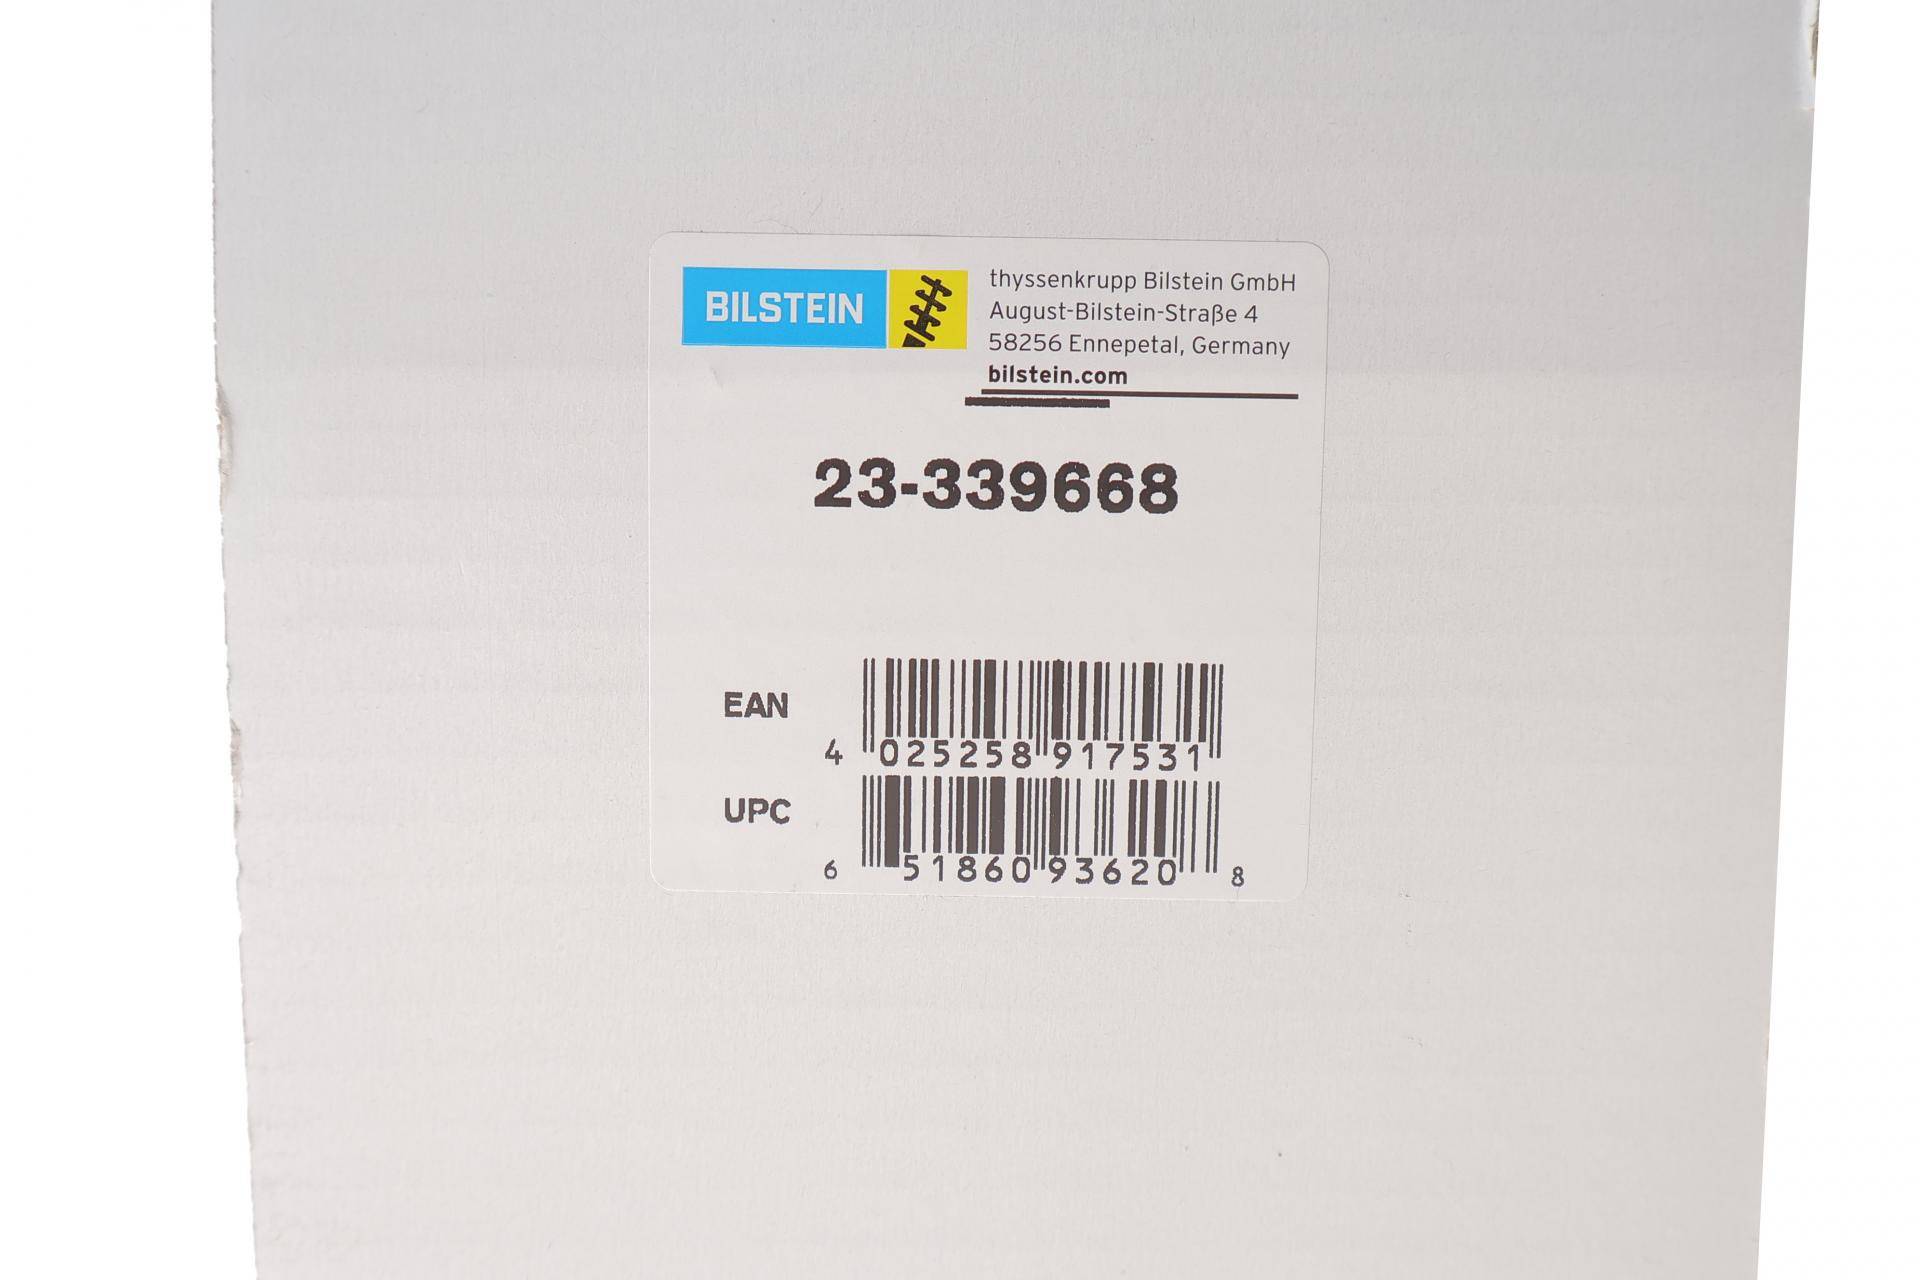 BILSTEIN
thyssenkrupp Bilstein GmbH
August-Bilstein-Straße 4
58256 Ennepetal, Germany
bilstein.com
23-339668
EAN
4 025258 917531
UPC
6 51860 93620 8